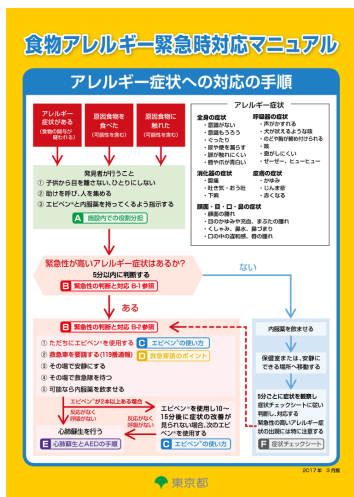 食物アレルギー緊急時対応マニュアル
アレルギー症状への対応の手順
アレルギー
症状がある
(食物の関与が
疑われる)
原因食物を
食べた
(可能性を含む)
原因食物に
触れた
(可能性を含む)
アレルギー症状
全身の症状
・意識がない
・意識もうろう
・ぐったり
・尿や便を漏らす
・脈が触れにくい
・唇や爪が青白い
呼吸器の症状
・声がかすれる
・犬が吠えるような咳
・のどや胸が締め付けられる
・咳
・息がしにくい
・ゼーゼー、ヒューヒュー
消化器の症状
・腹痛
・吐き気・おう吐
・下痢
皮膚の症状
・かゆみ
・じんま疹
・赤くなる
顔面・目・口・鼻の症状
・顔面の腫れ
・目のかゆみや充血、まぶたの腫れ
・くしゃみ、鼻水、鼻づまり
・口の中の違和感、唇の腫れ
発見者が行うこと
① 子供から目を離さない、ひとりにしない
② 助けを呼び、人を集める
③ エピペン®と内服薬を持ってくるよう指示する
A 施設内での役割分担
緊急性が高いアレルギー症状はあるか?
5分以内に判断する
B 緊急性の判断と対応 B-1参照
ない
ある
B 緊急性の判断と対応 B-2参照
① ただちにエピペン®を使用する C エピペン®の使い方
② 救急車を要請する(119番通報) D 救急要請のポイント
③ その場で安静にする
④ その場で救急隊を待つ
⑤ 可能なら内服薬を飲ませる
エピペン®が2本以上ある場合
反応がなく
呼吸がない
反応がなく
呼吸がない
心肺蘇生を行う
E 心肺蘇生とAEDの手順
エピペン®を使用し10〜
15分後に症状の改善が
見られない場合、次のエピ
ペン®を使用する
C エピペン®の使い方
内服薬を飲ませる
保健室または、安静に
できる場所へ移動する
5分ごとに症状を観察し
症状チェックシートに従い
判断し、対応する
緊急性の高いアレルギー症
状の出現には特に注意する
F 症状チェックシート
2017年 3月版
東京都